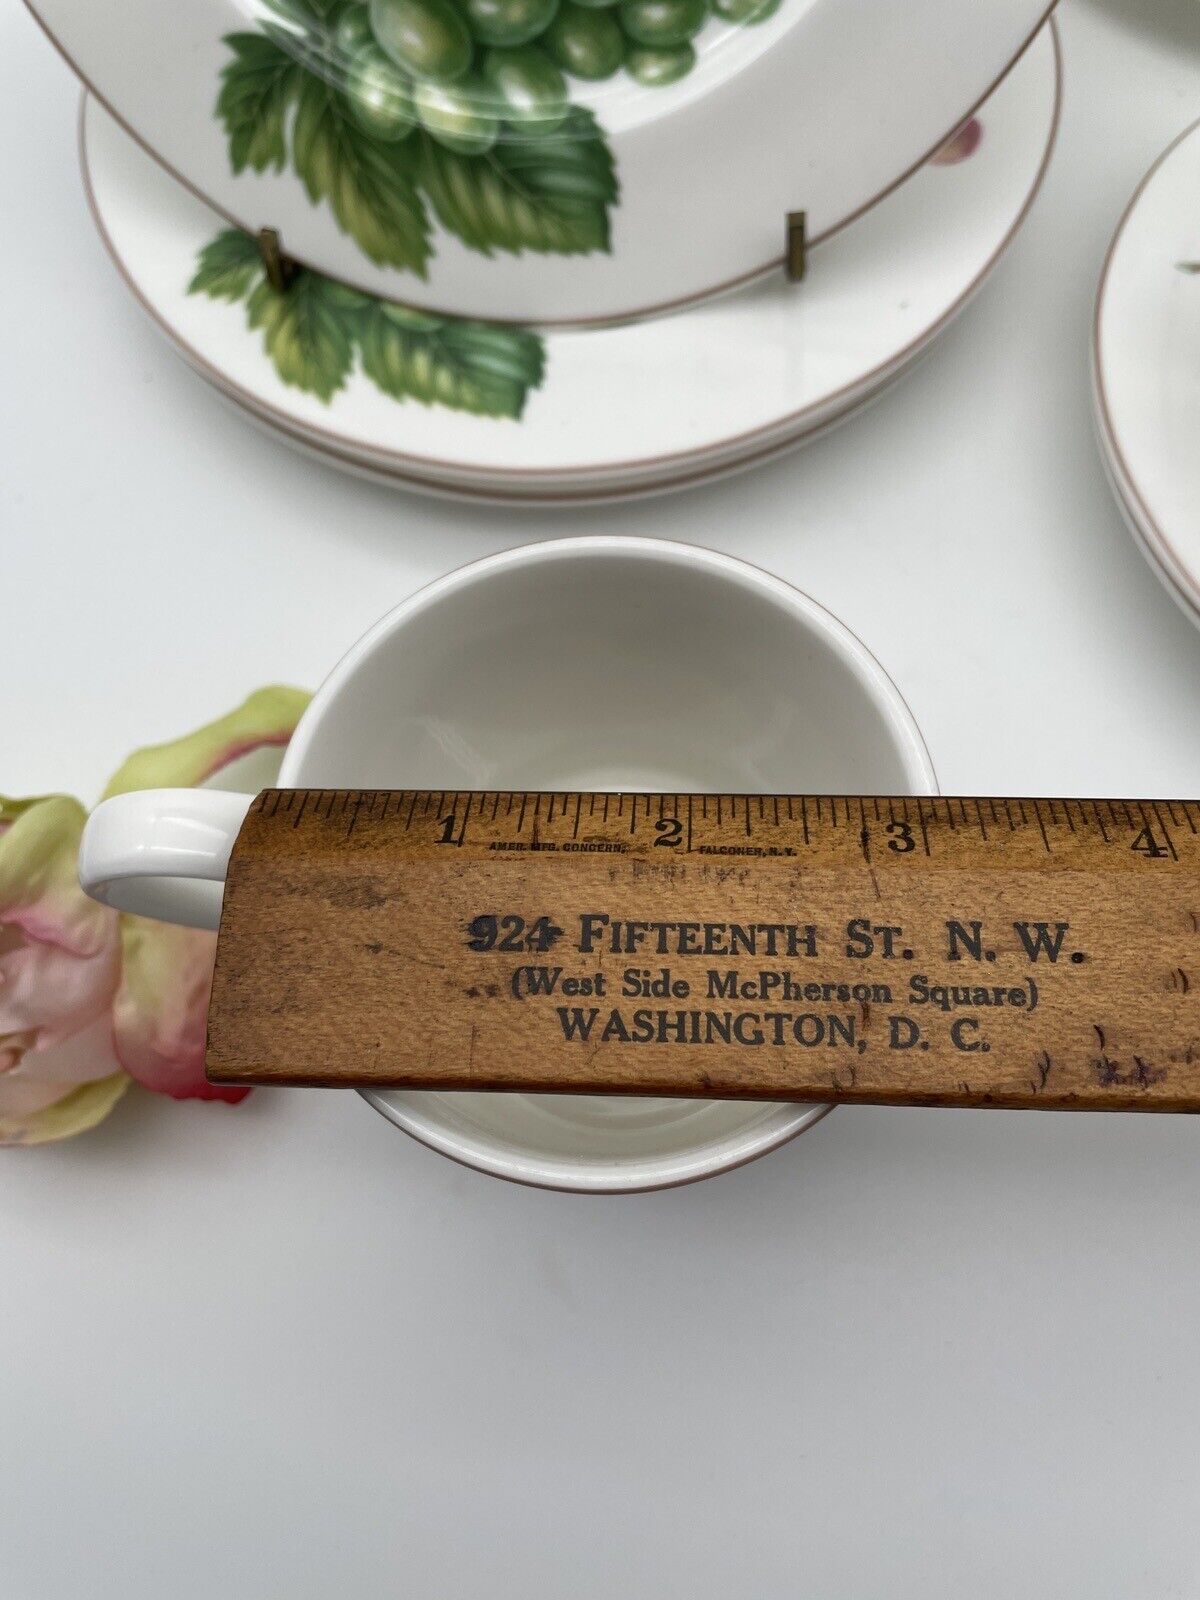 1 2 3 4
AMER. MFG. CONCERN, FALCONER, N.Y.
924 FIFTEENTH ST. N. W.
(West Side McPherson Square)
WASHINGTON, D. C.